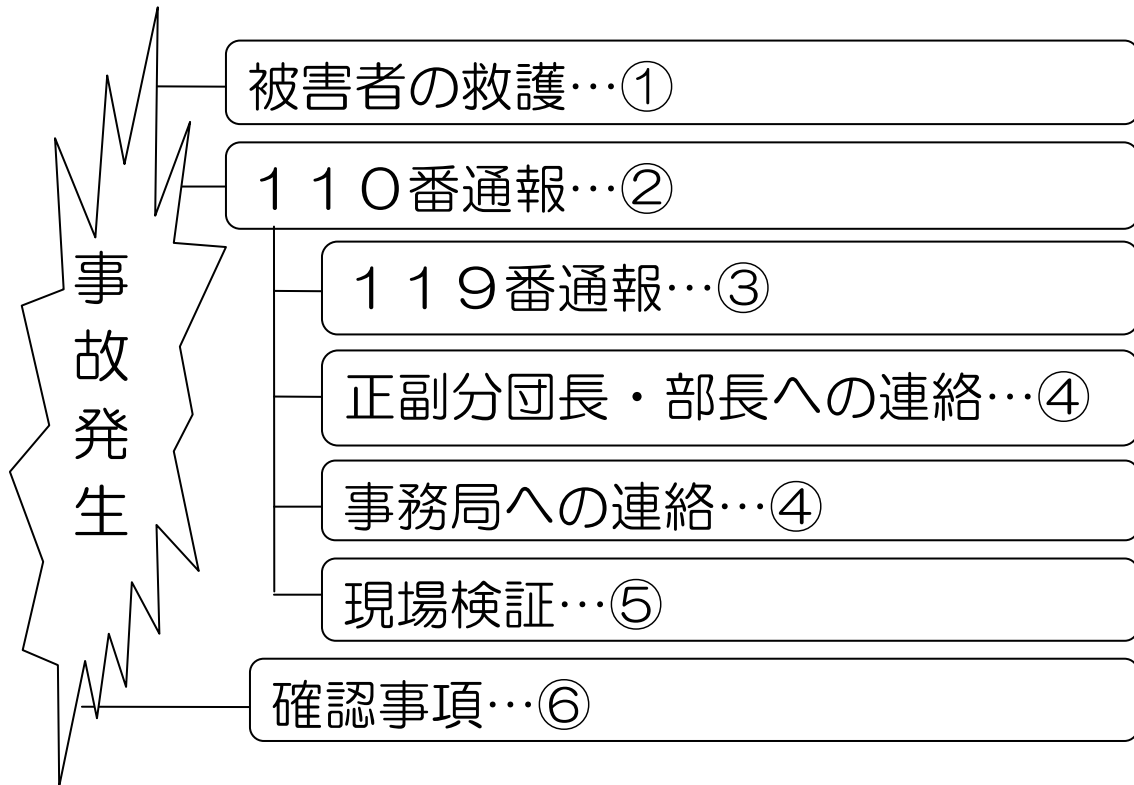 事故発生
被害者の救護…①
１１０番通報…②
１１９番通報…③
正副分団長・部長への連絡…④
事務局への連絡…④
現場検証…⑤
確認事項…⑥